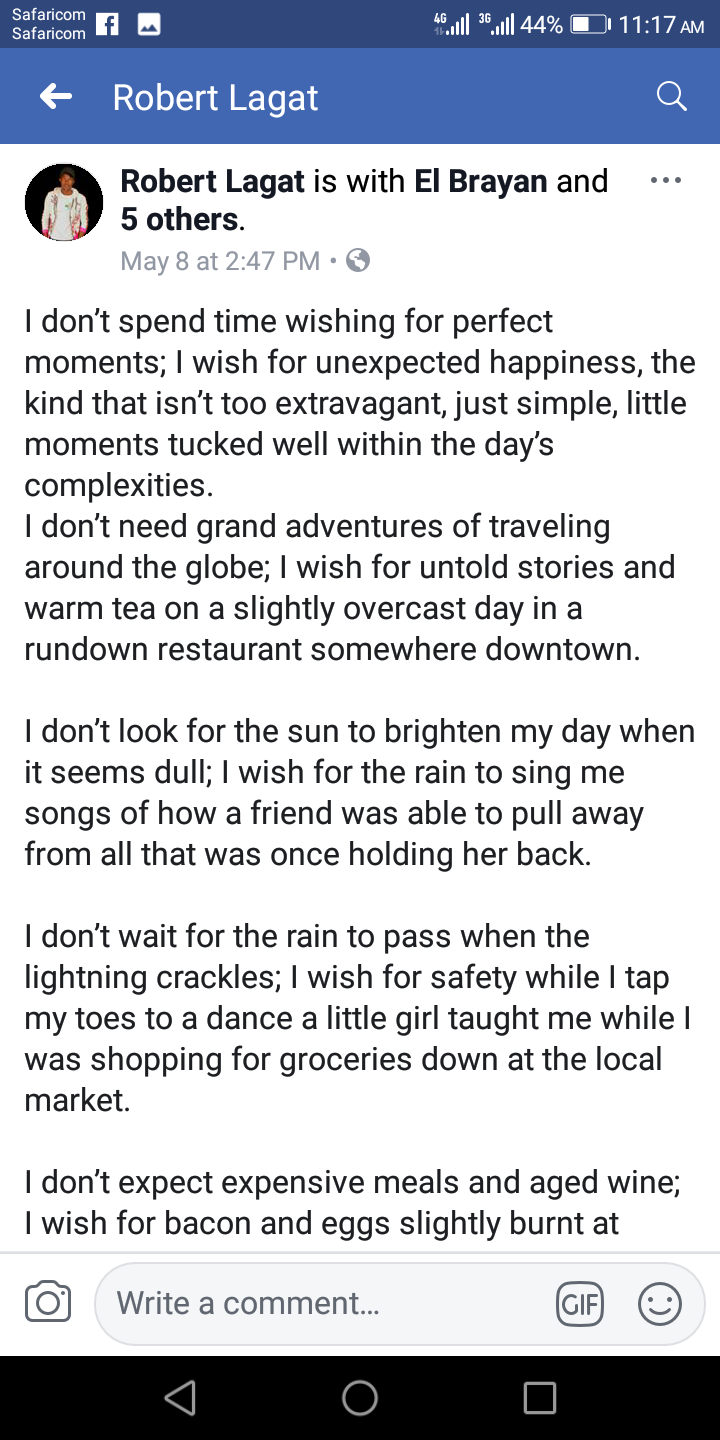 Safaricom
Safaricom
4G 3G 44% 11:17 AM
Robert Lagat
Robert Lagat is with El Brayan and
5 others.
May 8 at 2:47 PM •
I don’t spend time wishing for perfect
moments; I wish for unexpected happiness, the
kind that isn’t too extravagant, just simple, little
moments tucked well within the day’s
complexities.
I don’t need grand adventures of traveling
around the globe; I wish for untold stories and
warm tea on a slightly overcast day in a
rundown restaurant somewhere downtown.
I don’t look for the sun to brighten my day when
it seems dull; I wish for the rain to sing me
songs of how a friend was able to pull away
from all that was once holding her back.
I don’t wait for the rain to pass when the
lightning crackles; I wish for safety while I tap
my toes to a dance a little girl taught me while I
was shopping for groceries down at the local
market.
I don’t expect expensive meals and aged wine;
I wish for bacon and eggs slightly burnt at
Write a comment...
GIF